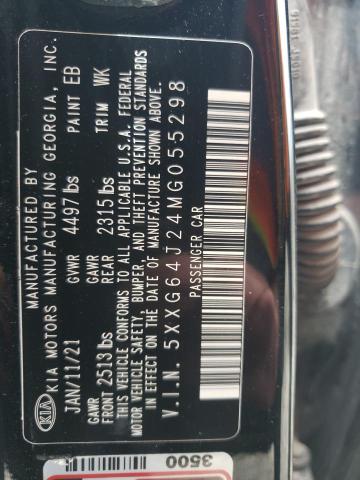 MANUFACTURED BY
KIA KIA MOTORS MANUFACTURING GEORGIA, INC.
JAN/11/21 GVWR 4497 lbs PAINT EB
GAWR FRONT 2513 lbs GAWR REAR 2315 lbs TRIM WK
THIS VEHICLE CONFORMS TO ALL APPLICABLE U.S.A. FEDERAL
MOTOR VEHICLE SAFETY, BUMPER, AND THEFT PREVENTION STANDARDS
IN EFFECT ON THE DATE OF MANUFACTURE SHOWN ABOVE.
V.I.N. 5XXG64J24MG055298
PASSENGER CAR
3500